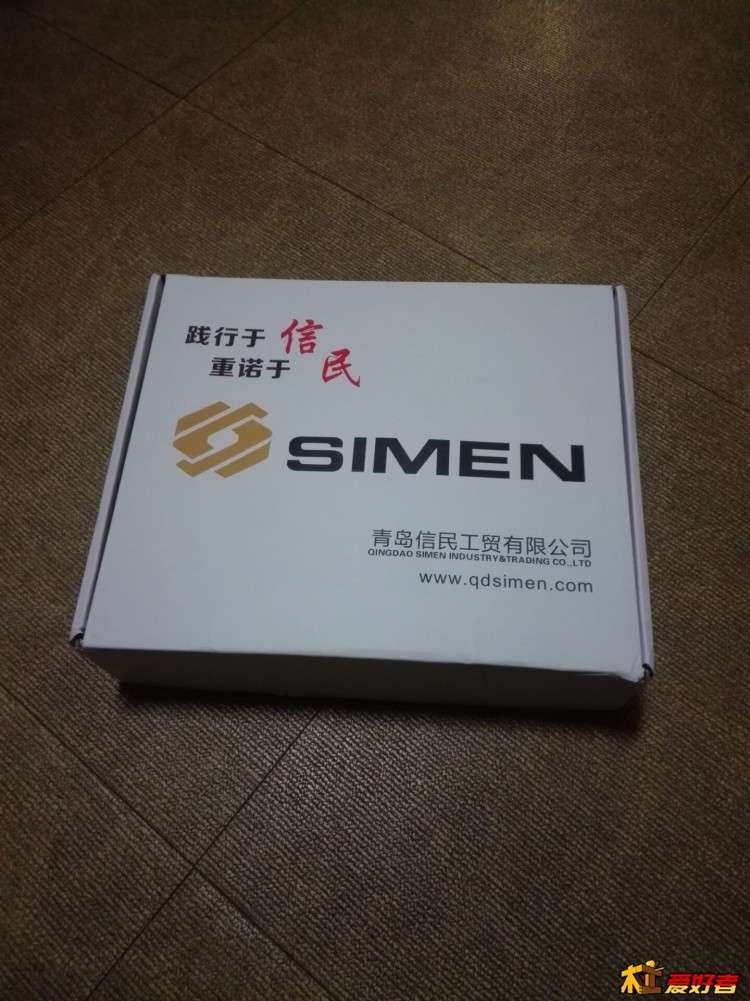 践行于 信
重诺于 民
SIMEN
青岛信民工贸有限公司
QINGDAO SIMEN INDUSTRY&TRADING CO.,LTD
www.qdsimen.com
爱好者